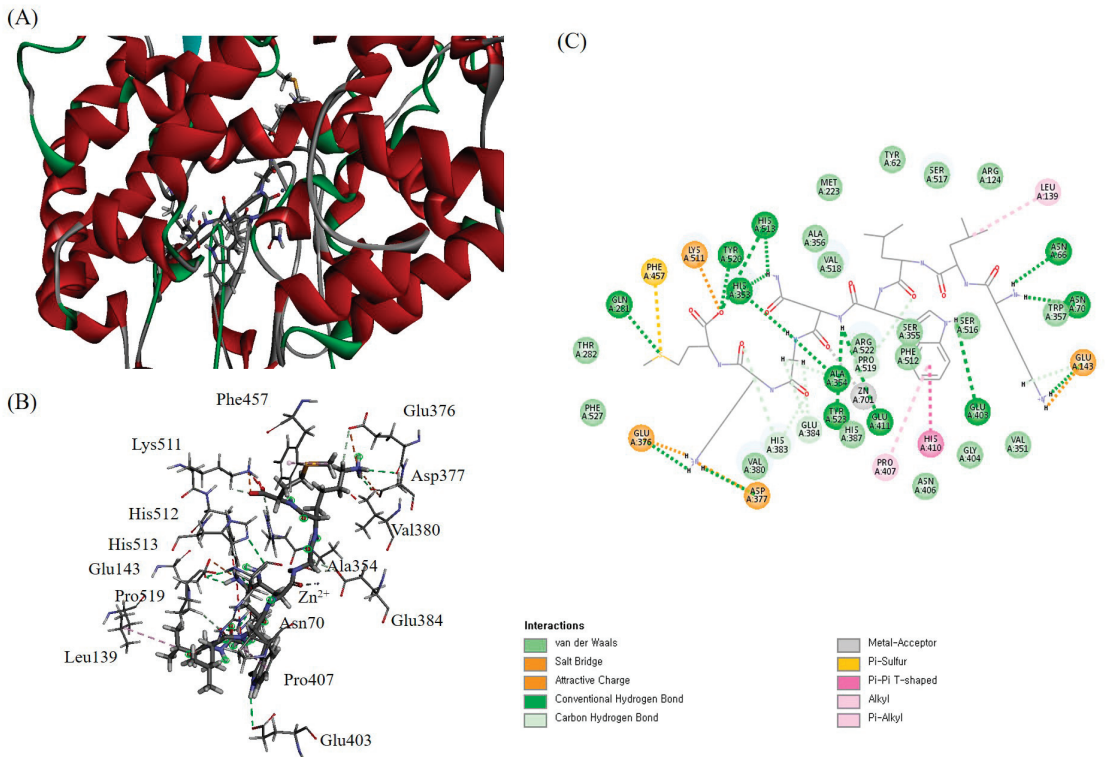 (A)
(B)
Phe457
Glu376
Lys511
Asp377
His512
Val380
His513
Ala354
Glu143
Zn2+
Pro519
Glu384
Asn70
Leu139
Pro407
Glu403
(C)
TYR
A:62
SER
A:517
ARG
A:124
MET
A:223
LEU
A:139
HIS
A:513
ALA
A:356
LYS
A:511
TYR
A:520
VAL
A:518
ASN
A:66
PHE
A:457
HIS
A:353
GLN
A:281
ASN
A:70
TRP
A:357
SER
A:516
SER
A:355
ARG
A:522
THR
A:282
PHE
A:512
PRO
A:519
GLU
A:143
ALA
A:354
ZN
A:701
PHE
A:527
TYR
A:523
GLU
A:411
GLU
A:403
GLU
A:384
HIS
A:387
GLU
A:376
HIS
A:383
HIS
A:410
VAL
A:351
GLY
A:404
VAL
A:380
PRO
A:407
ASP
A:377
ASN
A:406
Interactions
van der Waals
Salt Bridge
Attractive Charge
Conventional Hydrogen Bond
Carbon Hydrogen Bond
Metal-Acceptor
Pi-Sulfur
Pi-Pi T-shaped
Alkyl
Pi-Alkyl